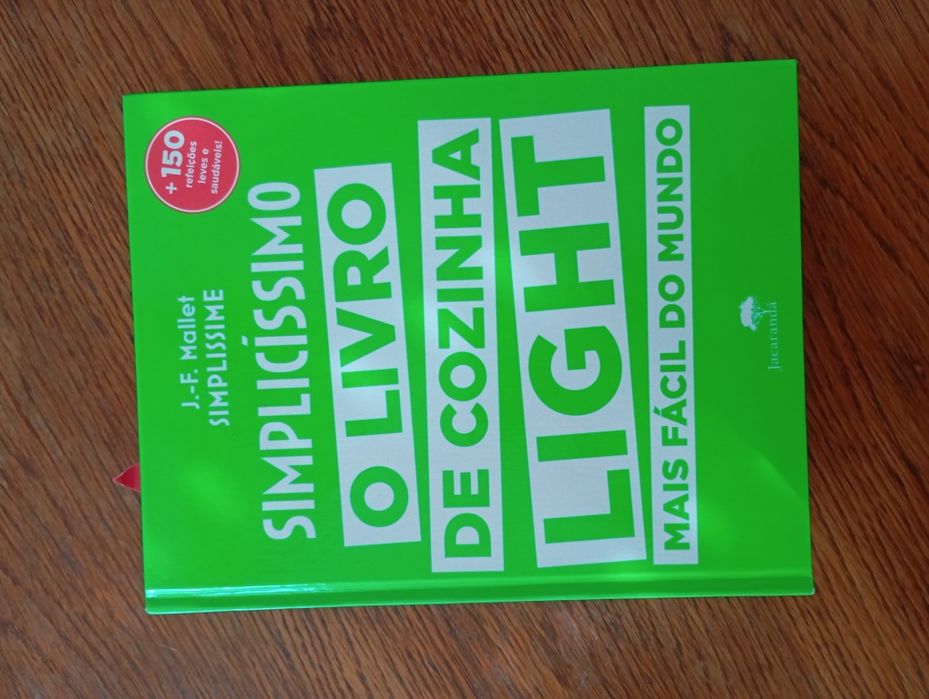 + 150
refeições
leves e
saudáveis!
J.-F. Mallet
SIMPLISSIME
SIMPLICÍSSIMO
O LIVRO
DE COZINHA
LIGHT
MAIS FÁCIL DO MUNDO
Jacarandá